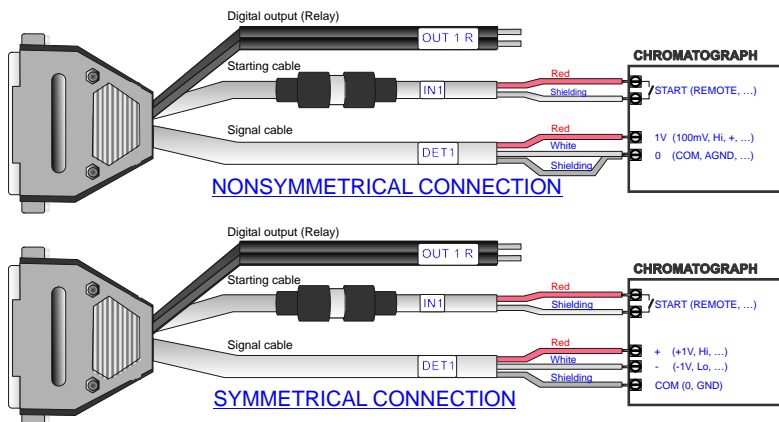 Digital output (Relay)
OUT 1 R
CHROMATOGRAPH
Starting cable
IN1
Red
Shielding
START (REMOTE, ...)
Signal cable
DET1
Red
White
Shielding
1V (100mV, Hi, +, ...)
0 (COM, AGND, ...)
NONSYMMETRICAL CONNECTION
Digital output (Relay)
OUT 1 R
CHROMATOGRAPH
Starting cable
IN1
Red
Shielding
START (REMOTE, ...)
Signal cable
DET1
Red
White
Shielding
+ (+1V, Hi, ...)
- (-1V, Lo, ...)
COM (0, GND)
SYMMETRICAL CONNECTION